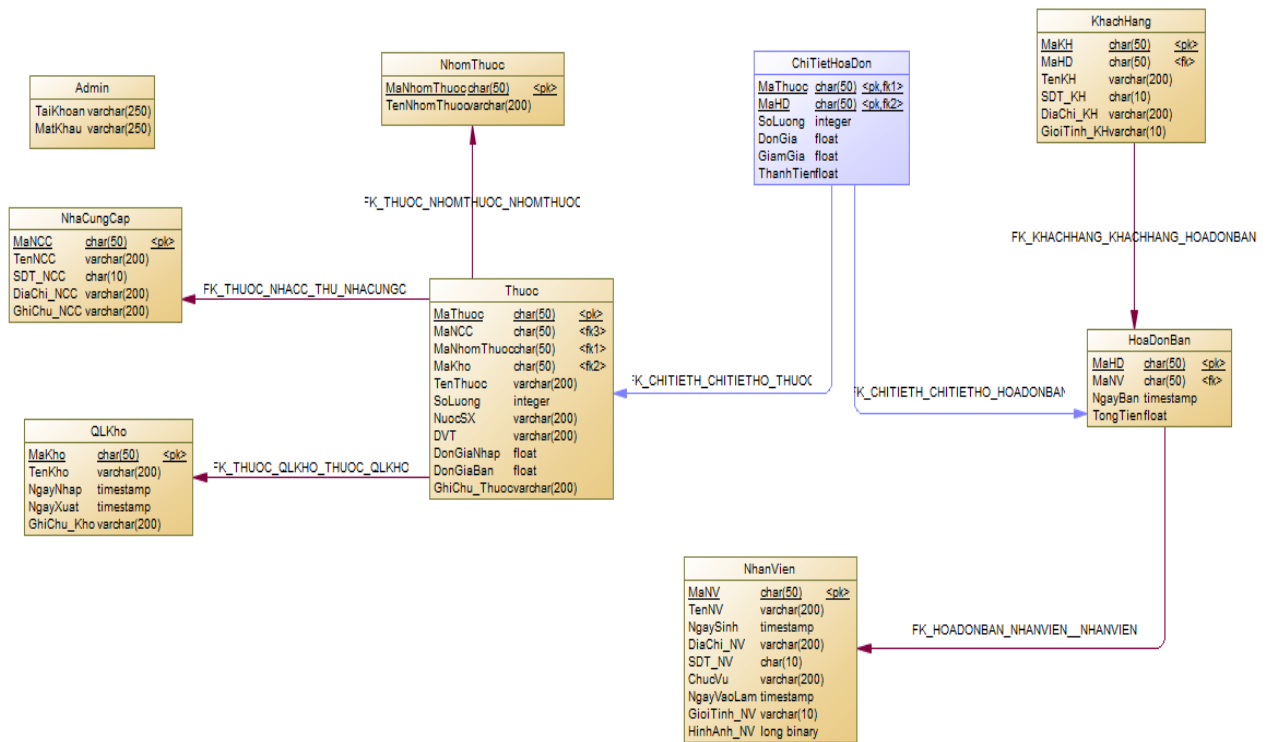 Admin
TaiKhoan varchar(250)
MatKhau varchar(250)
NhomThuoc
MaNhomThuoc char(50) <pk>
TenNhomThuoc varchar(200)
ChiTietHoaDon
MaThuoc char(50) <pk,fk1>
MaHD char(50) <pk,fk2>
SoLuong integer
DonGia float
GiamGia float
ThanhTien float
KhachHang
MaKH char(50) <pk>
MaHD char(50) <fk>
TenKH varchar(200)
SDT_KH char(10)
DiaChi_KH varchar(200)
GioiTinh_KH varchar(10)
FK_THUOC_NHOMTHUOC_NHOMTHUOC
FK_KHACHHANG_KHACHHANG_HOADONBAN
NhaCungCap
MaNCC char(50) <pk>
TenNCC varchar(200)
SDT_NCC char(10)
DiaChi_NCC varchar(200)
GhiChu_NCC varchar(200)
FK_THUOC_NHACC_THU_NHACUNGC
Thuoc
MaThuoc char(50) <pk>
MaNCC char(50) <fk3>
MaNhomThuoc char(50) <fk1>
MaKho char(50) <fk2>
TenThuoc varchar(200)
SoLuong integer
NuocSX varchar(200)
DVT varchar(200)
DonGiaNhap float
DonGiaBan float
GhiChu_Thuoc varchar(200)
FK_CHITIETH_CHITIETHO_THUOC
FK_CHITIETH_CHITIETHO_HOADONBAN
HoaDonBan
MaHD char(50) <pk>
MaNV char(50) <fk>
NgayBan timestamp
TongTien float
QLKho
MaKho char(50) <pk>
TenKho varchar(200)
NgayNhap timestamp
NgayXuat timestamp
GhiChu_Kho varchar(200)
FK_THUOC_QLKHO_THUOC_QLKHO
NhanVien
MaNV char(50) <pk>
TenNV varchar(200)
NgaySinh timestamp
DiaChi_NV varchar(200)
SDT_NV char(10)
ChucVu varchar(200)
NgayVaoLam timestamp
GioiTinh_NV varchar(10)
HinhAnh_NV long binary
FK_HOADONBAN_NHANVIEN__NHANVIEN